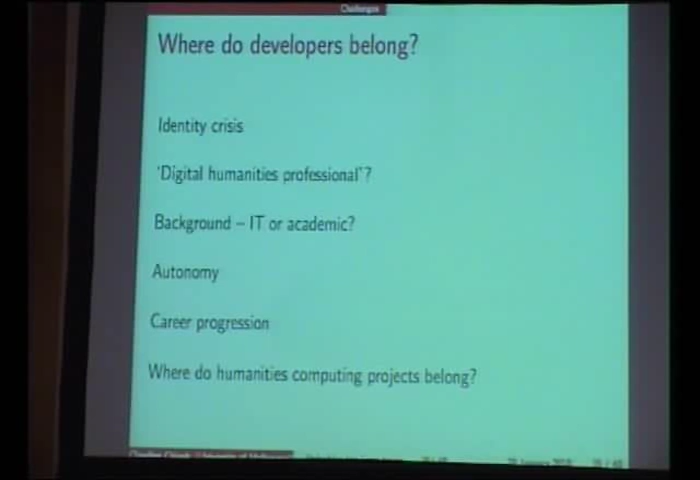 Challenges
Where do developers belong?
Identity crisis
'Digital humanities professional'?
Background – IT or academic?
Autonomy
Career progression
Where do humanities computing projects belong?